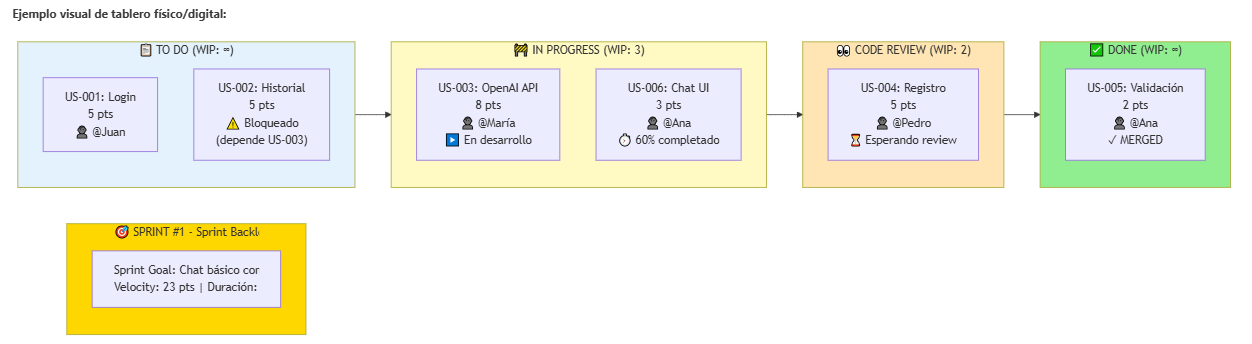 Ejemplo visual de tablero físico/digital:
📋 TO DO (WIP: ∞)
US-001: Login
5 pts
👤 @Juan
US-002: Historial
5 pts
⚠️ Bloqueado
(depende US-003)
🚧 IN PROGRESS (WIP: 3)
US-003: OpenAI API
8 pts
👤 @María
▶️ En desarrollo
US-006: Chat UI
3 pts
👤 @Ana
⏱️ 60% completado
👀 CODE REVIEW (WIP: 2)
US-004: Registro
5 pts
👤 @Pedro
⏳ Esperando review
✅ DONE (WIP: ∞)
US-005: Validación
2 pts
👤 @Ana
✓ MERGED
🎯 SPRINT #1 - Sprint Backl
Sprint Goal: Chat básico cor
Velocity: 23 pts | Duración: